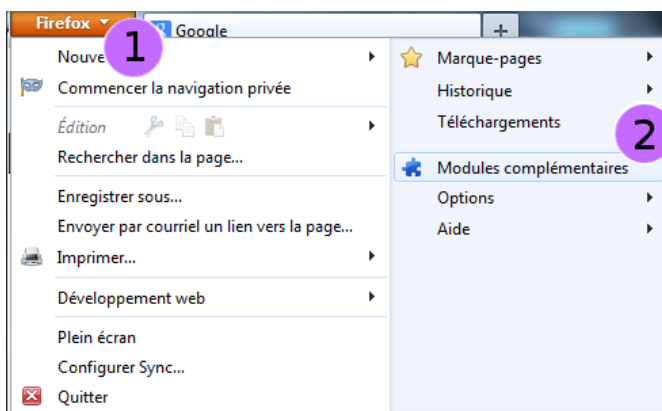 Firefox
Google
1
Nouve
Commencer la navigation privée
Édition
Rechercher dans la page...
Enregistrer sous...
Envoyer par courriel un lien vers la page...
Imprimer...
Développement web
Plein écran
Configurer Sync...
Quitter
Marque-pages
Historique
Téléchargements
2
Modules complémentaires
Options
Aide